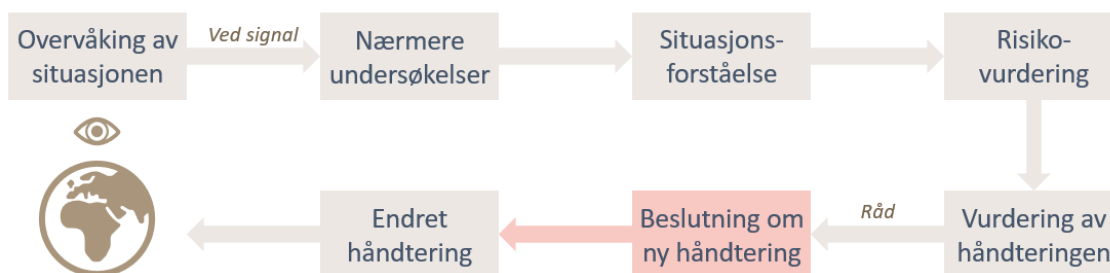 Overvåking av
situasjonen
Ved signal
Nærmere
undersøkelser
Situasjons-
forståelse
Risiko-
vurdering
Vurdering av
håndteringen
Råd
Beslutning om
ny håndtering
Endret
håndtering